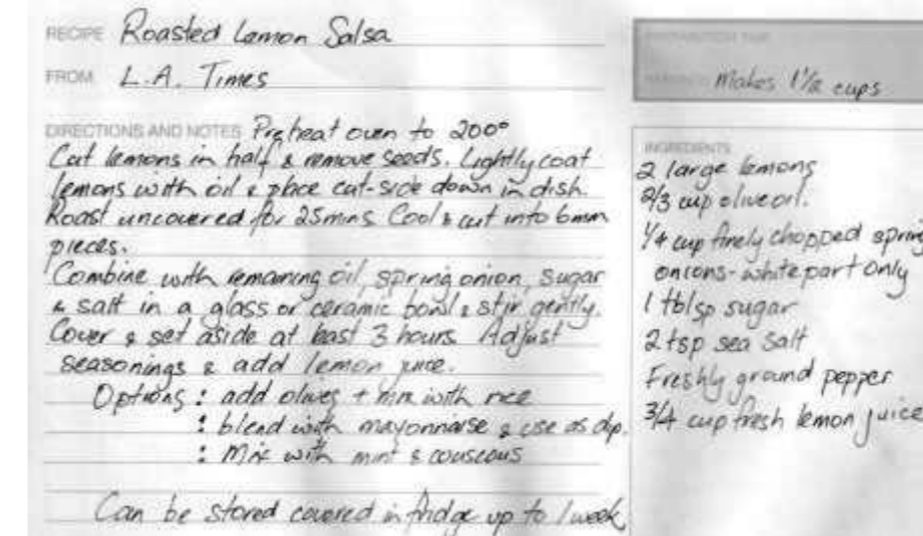 RECIPE Roasted Lemon Salsa
FROM L.A. Times
DIRECTIONS AND NOTES Preheat oven to 200°
Cut lemons in half & remove seeds. Lightly coat
lemons with oil & place cut-side down in dish.
Roast uncovered for 25mins. Cool & cut into 6mm
pieces.
Combine with remaining oil, spring onion, sugar
& salt in a glass or ceramic bowl & stir gently.
Cover & set aside at least 3 hours. Adjust
seasonings & add lemon juice.
Options : add olives + mix with rice
: blend with mayonnaise & use as dip.
: Mix with mint & couscous
Can be stored covered in fridge up to 1 week
PREPARATION TIME
Makes 1 1/2 cups
INGREDIENTS
2 large lemons
2/3 cup olive oil.
1/4 cup finely chopped spring
onions - white part only
1 tblsp sugar
2 tsp sea salt
Freshly ground pepper
3/4 cup fresh lemon juice